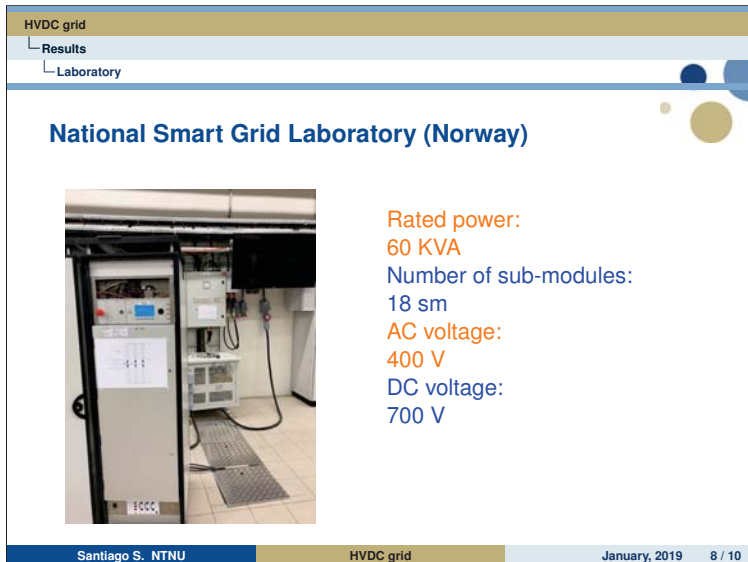 HVDC grid
Results
Laboratory
National Smart Grid Laboratory (Norway)
Rated power:
60 KVA
Number of sub-modules:
18 sm
AC voltage:
400 V
DC voltage:
700 V
Santiago S. NTNU HVDC grid January, 2019 8 / 10